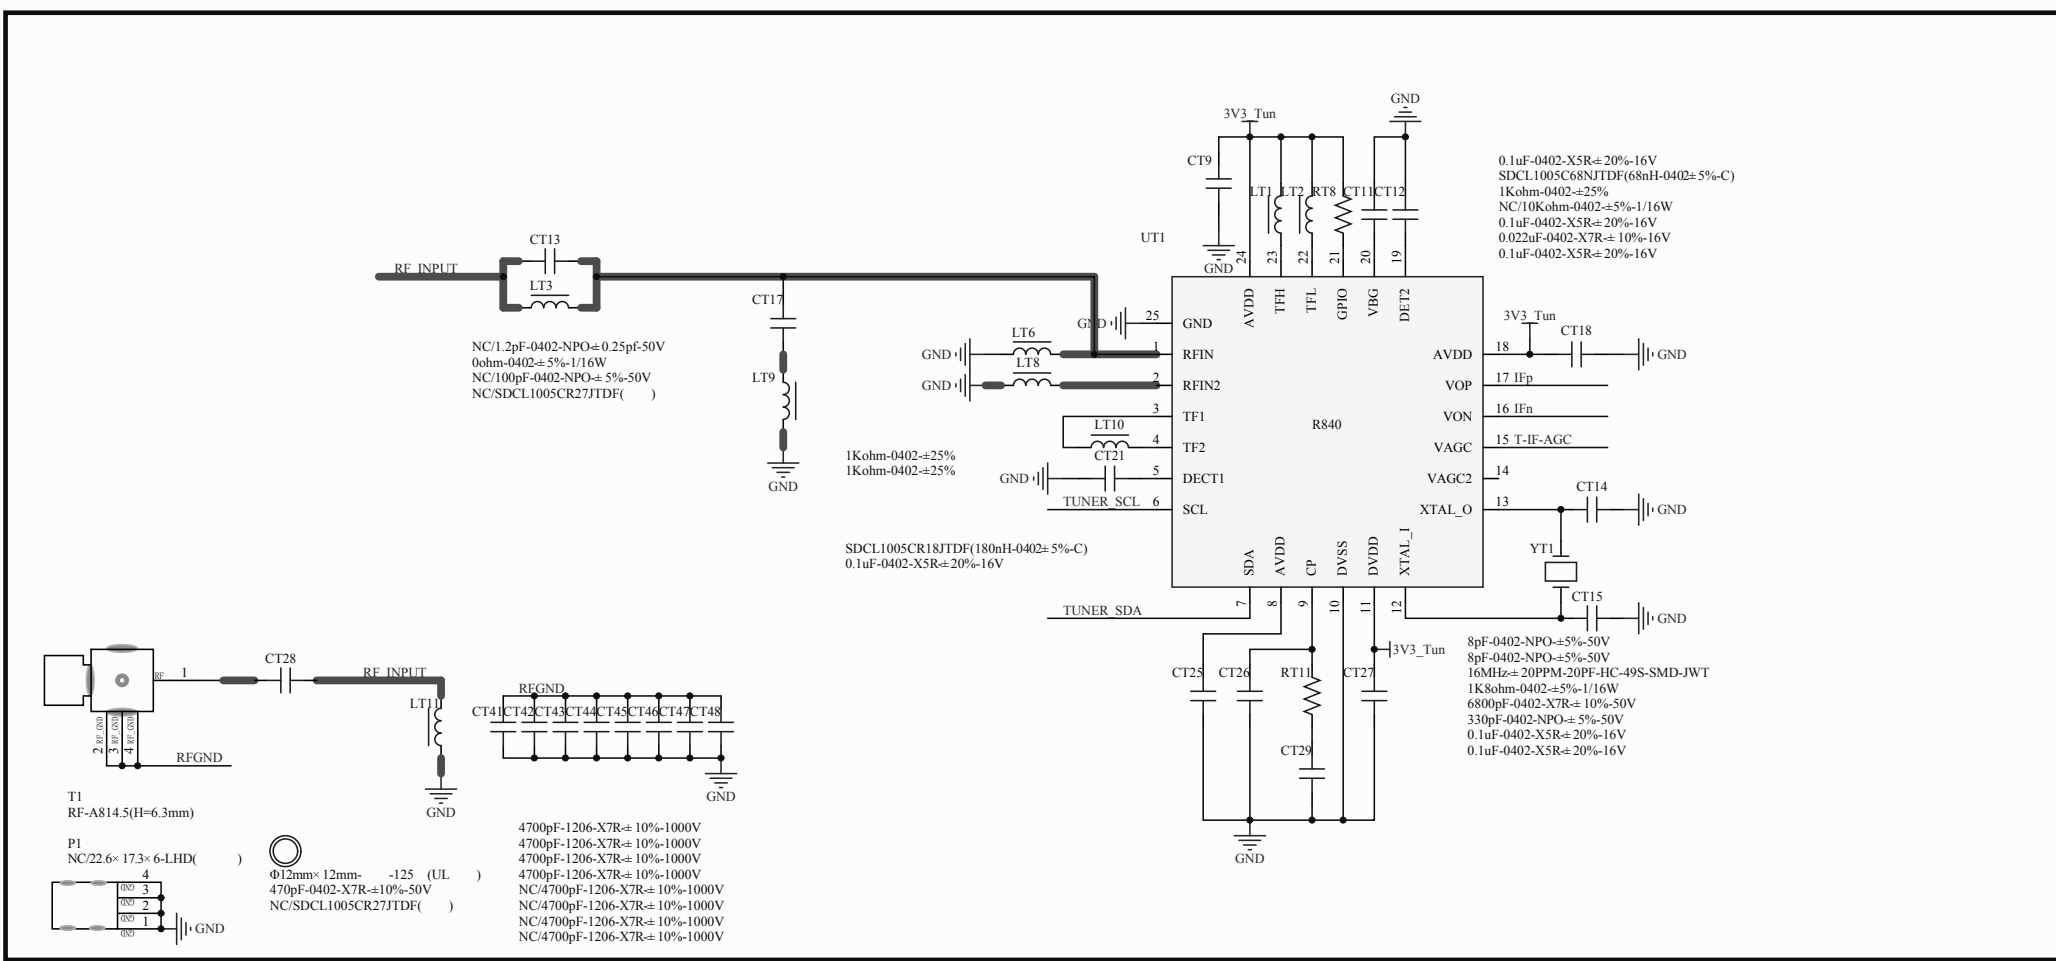 GND
3V3_Tun
CT9
LT1
LT2
RT8
CT11
CT12
0.1uF-0402-X5R-±20%-16V
SDCL1005C68NJTDF(68nH-0402±5%-C)
1Kohm-0402-±25%
NC/10Kohm-0402-±5%-1/16W
0.1uF-0402-X5R-±20%-16V
0.022uF-0402-X7R-±10%-16V
0.1uF-0402-X5R-±20%-16V
UT1
GND
24
23
22
21
20
19
AVDD
TFH
TFL
GPIO
VBG
DET2
RF_INPUT
CT13
LT3
CT17
LT9
GND
NC/1.2pF-0402-NPO-±0.25pf-50V
0ohm-0402-±5%-1/16W
NC/100pF-0402-NPO-±5%-50V
NC/SDCL1005CR27JTDF( )
GND
25
GND
GND
LT6
1
RFIN
GND
LT8
2
RFIN2
3
TF1
LT10
4
TF2
GND
CT21
5
DECT1
TUNER_SCL
6
SCL
1Kohm-0402-±25%
1Kohm-0402-±25%
SDCL1005CR18JTDF(180nH-0402±5%-C)
0.1uF-0402-X5R-±20%-16V
R840
3V3_Tun
CT18
AVDD
18
GND
VOP
17
IFp
VON
16
IFn
VAGC
15
T-IF-AGC
VAGC2
14
XTAL_O
13
CT14
GND
YT1
CT15
GND
SDA
AVDD
CP
DVSS
DVDD
XTAL_I
TUNER_SDA
7
8
9
10
11
12
3V3_Tun
CT25
CT26
RT11
CT27
CT29
GND
8pF-0402-NPO-±5%-50V
8pF-0402-NPO-±5%-50V
16MHz-±20PPM-20PF-HC-49S-SMD-JWT
1K8ohm-0402-±5%-1/16W
6800pF-0402-X7R-±10%-50V
330pF-0402-NPO-±5%-50V
0.1uF-0402-X5R-±20%-16V
0.1uF-0402-X5R-±20%-16V
RF
1
CT28
RF_INPUT
LT11
GND
2
RF_GND
3
RF_GND
4
RF_GND
RFGND
T1
RF-A814.5(H=6.3mm)
P1
NC/22.6×17.3×6-LHD( )
4
GND
3
GND
2
GND
1
GND
GND
Φ12mm×12mm- -125 (UL )
470pF-0402-X7R-±10%-50V
NC/SDCL1005CR27JTDF( )
RFGND
CT41
CT42
CT43
CT44
CT45
CT46
CT47
CT48
GND
4700pF-1206-X7R-±10%-1000V
4700pF-1206-X7R-±10%-1000V
4700pF-1206-X7R-±10%-1000V
4700pF-1206-X7R-±10%-1000V
NC/4700pF-1206-X7R-±10%-1000V
NC/4700pF-1206-X7R-±10%-1000V
NC/4700pF-1206-X7R-±10%-1000V
NC/4700pF-1206-X7R-±10%-1000V